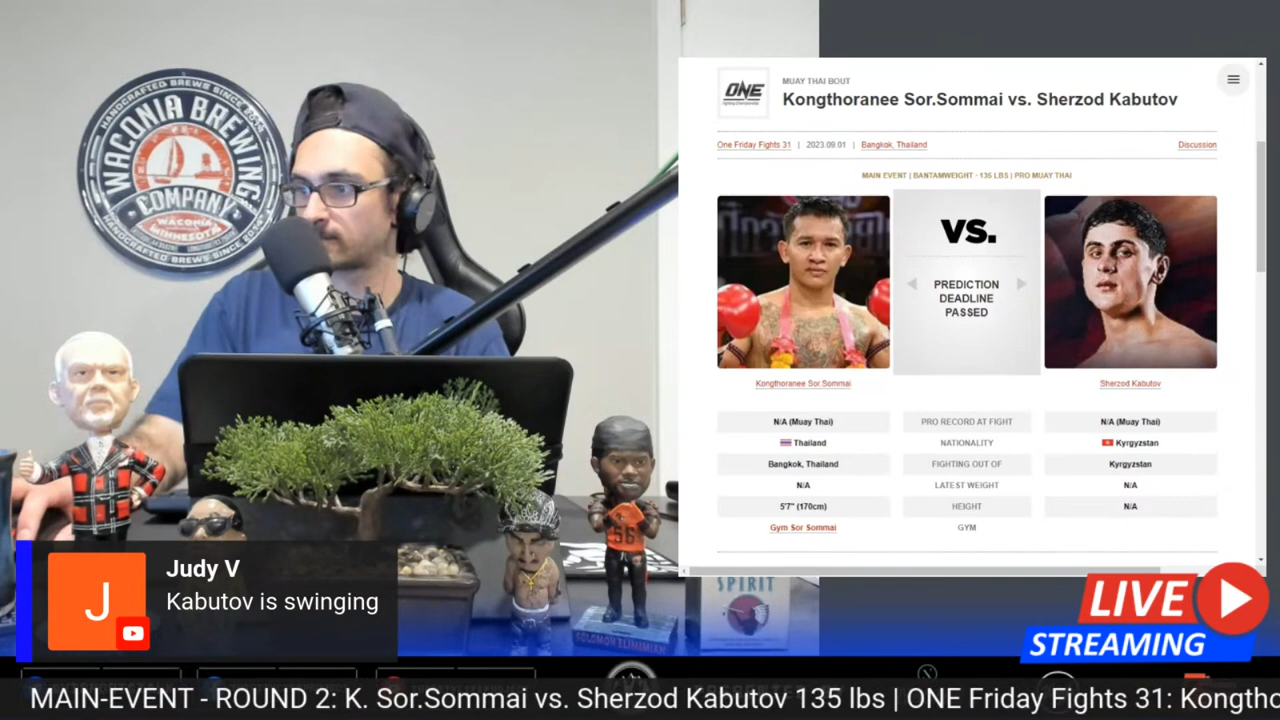 HANDCRAFTED BREWS SINCE 2014
WACONIA BREWING
COMPANY
WACONIA
MINNESOTA
ONE
MUAY THAI BOUT
Kongthoranee Sor.Sommai vs. Sherzod Kabutov
One Friday Fights 31 | 2023.09.01 | Bangkok, Thailand
Discussion
MAIN EVENT | BANTAMWEIGHT · 135 LBS | PRO MUAY THAI
VS.
PREDICTION
DEADLINE
PASSED
Kongthoranee Sor.Sommai
Sherzod Kabutov
N/A (Muay Thai) PRO RECORD AT FIGHT N/A (Muay Thai)
Thailand NATIONALITY Kyrgyzstan
Bangkok, Thailand FIGHTING OUT OF Kyrgyzstan
N/A LATEST WEIGHT N/A
5'7" (170cm) HEIGHT N/A
Gym Sor Sommai GYM
56
SOLOMON ELIMIMIAN
SPIRIT
J
Judy V
Kabutov is swinging
LIVE
STREAMING
MAIN-EVENT - ROUND 2: K. Sor.Sommai vs. Sherzod Kabutov 135 lbs | ONE Friday Fights 31: Kongtho